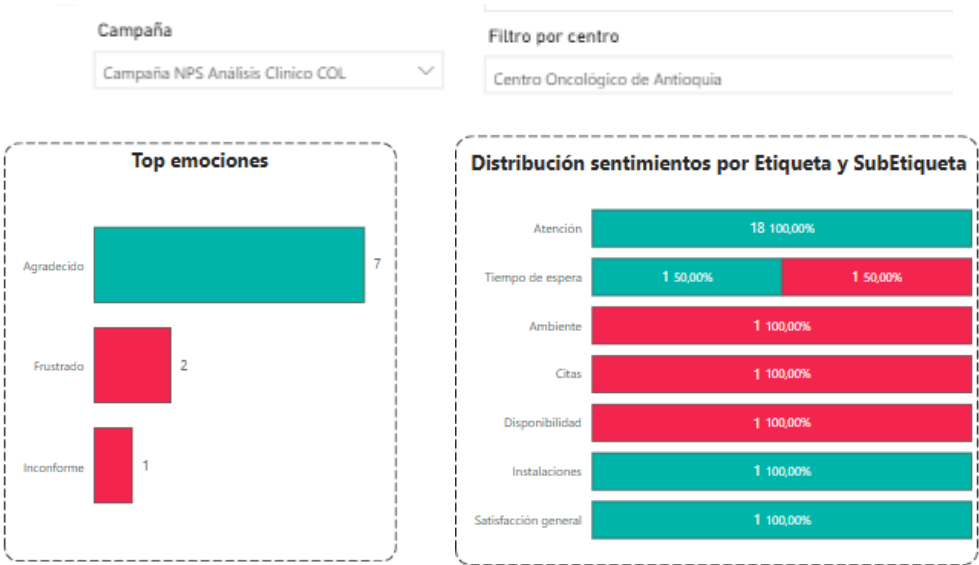 Campaña
Campaña NPS Análisis Clinico COL
Filtro por centro
Centro Oncológico de Antioquia
Top emociones
Agradecido
7
Frustrado
2
Inconforme
1
Distribución sentimientos por Etiqueta y SubEtiqueta
Atención
18 100,00%
Tiempo de espera
1 50,00%
1 50,00%
Ambiente
1 100,00%
Citas
1 100,00%
Disponibilidad
1 100,00%
Instalaciones
1 100,00%
Satisfacción general
1 100,00%